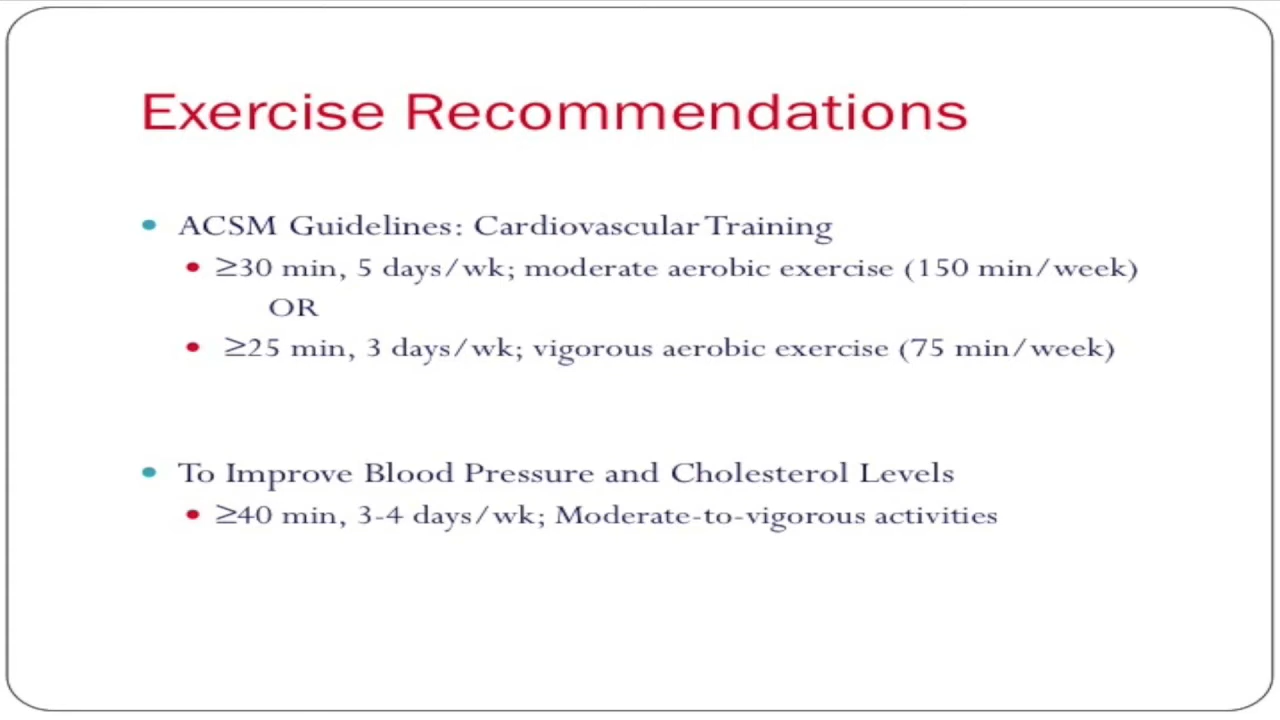 Exercise Recommendations
• ACSM Guidelines: Cardiovascular Training
• ≥30 min, 5 days/wk; moderate aerobic exercise (150 min/week)
OR
• ≥25 min, 3 days/wk; vigorous aerobic exercise (75 min/week)
• To Improve Blood Pressure and Cholesterol Levels
• ≥40 min, 3-4 days/wk; Moderate-to-vigorous activities